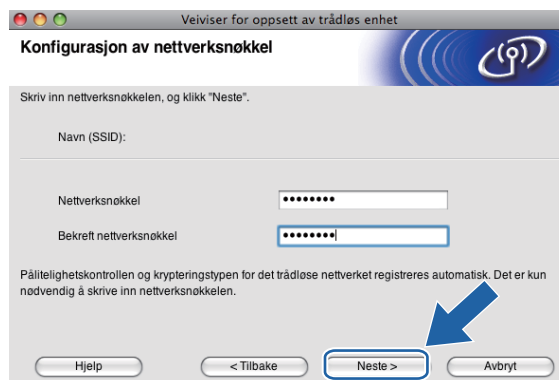 Veiviser for oppsett av trådløs enhet
Konfigurasjon av nettverksnøkkel
Skriv inn nettverksnøkkelen, og klikk "Neste".
Navn (SSID):
Nettverksnøkkel ••••••••
Bekreft nettverksnøkkel ••••••••
Pålitelighetskontrollen og krypteringstypen for det trådløse nettverket registreres automatisk. Det er kun
nødvendig å skrive inn nettverksnøkkelen.
Hjelp < Tilbake Neste > Avbryt